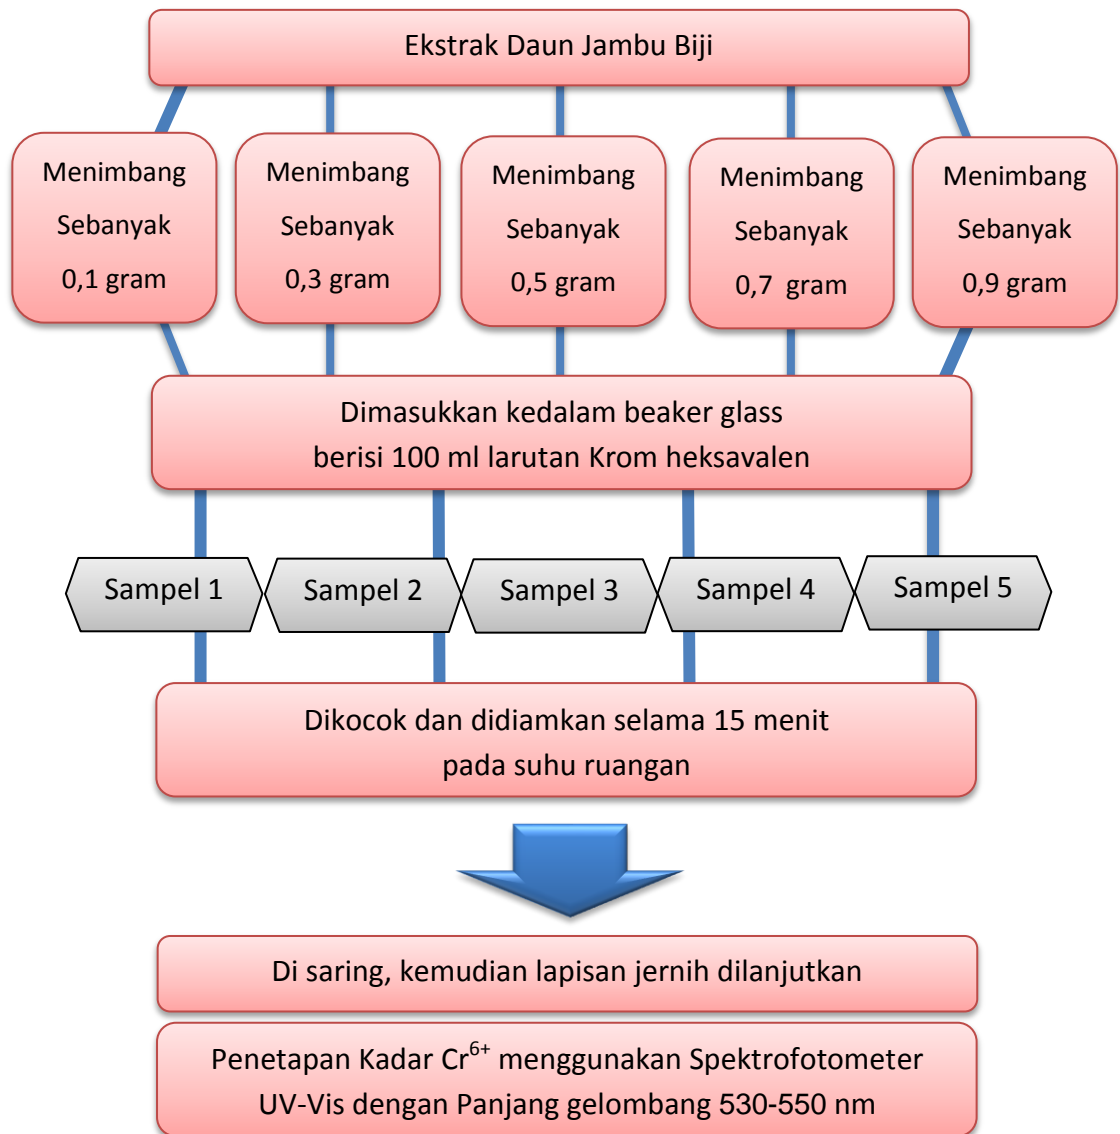 Ekstrak Daun Jambu Biji
Menimbang
Sebanyak
0,1 gram
Menimbang
Sebanyak
0,3 gram
Menimbang
Sebanyak
0,5 gram
Menimbang
Sebanyak
0,7 gram
Menimbang
Sebanyak
0,9 gram
Dimasukkan kedalam beaker glass
berisi 100 ml larutan Krom heksavalen
Sampel 1
Sampel 2
Sampel 3
Sampel 4
Sampel 5
Dikocok dan didiamkan selama 15 menit
pada suhu ruangan
Di saring, kemudian lapisan jernih dilanjutkan
Penetapan Kadar Cr⁶⁺ menggunakan Spektrofotometer
UV-Vis dengan Panjang gelombang 530-550 nm